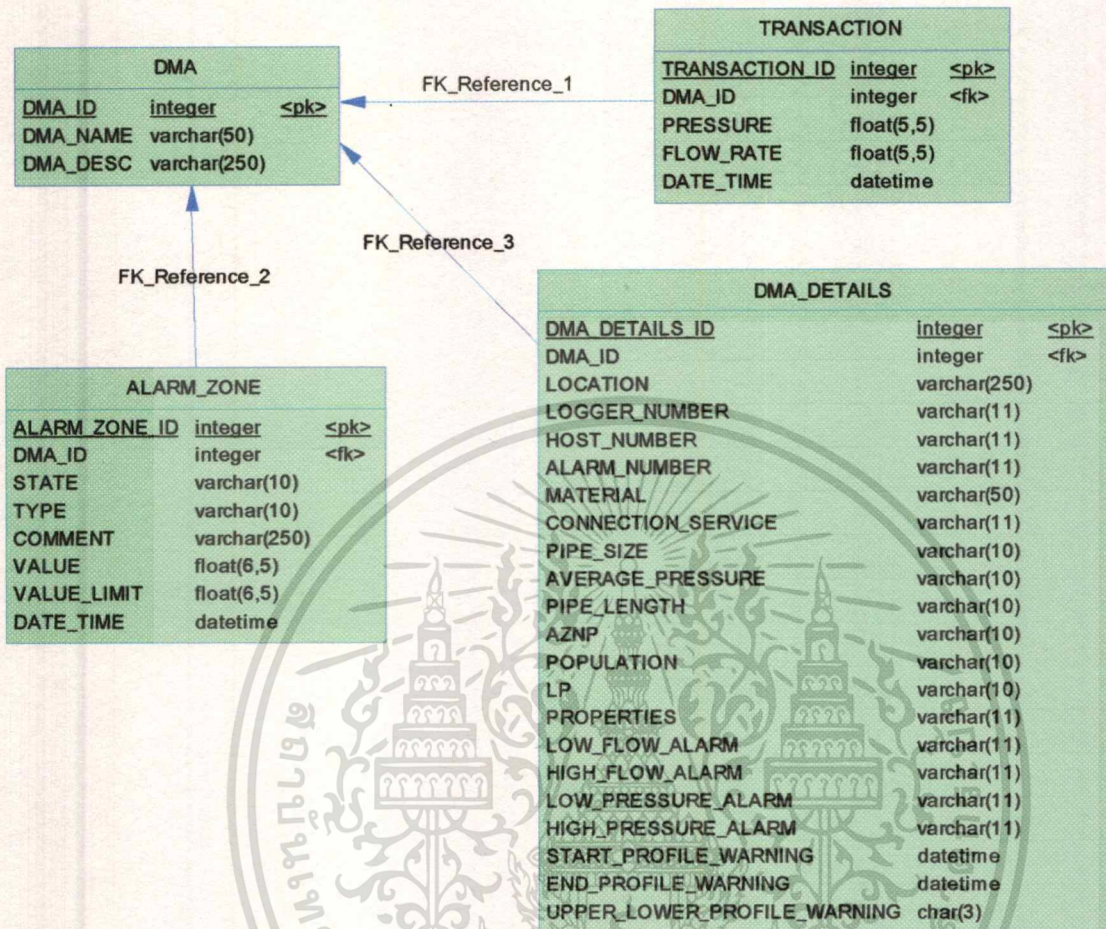 DMA
DMA_ID integer <pk>
DMA_NAME varchar(50)
DMA_DESC varchar(250)
FK_Reference_1
TRANSACTION
TRANSACTION_ID integer <pk>
DMA_ID integer <fk>
PRESSURE float(5,5)
FLOW_RATE float(5,5)
DATE_TIME datetime
FK_Reference_3
FK_Reference_2
ALARM_ZONE
ALARM_ZONE_ID integer <pk>
DMA_ID integer <fk>
STATE varchar(10)
TYPE varchar(10)
COMMENT varchar(250)
VALUE float(6,5)
VALUE_LIMIT float(6,5)
DATE_TIME datetime
DMA_DETAILS
DMA_DETAILS_ID integer <pk>
DMA_ID integer <fk>
LOCATION varchar(250)
LOGGER_NUMBER varchar(11)
HOST_NUMBER varchar(11)
ALARM_NUMBER varchar(11)
MATERIAL varchar(50)
CONNECTION_SERVICE varchar(11)
PIPE_SIZE varchar(10)
AVERAGE_PRESSURE varchar(10)
PIPE_LENGTH varchar(10)
AZNP varchar(10)
POPULATION varchar(10)
LP varchar(10)
PROPERTIES varchar(11)
LOW_FLOW_ALARM varchar(11)
HIGH_FLOW_ALARM varchar(11)
LOW_PRESSURE_ALARM varchar(11)
HIGH_PRESSURE_ALARM varchar(11)
START_PROFILE_WARNING datetime
END_PROFILE_WARNING datetime
UPPER_LOWER_PROFILE_WARNING char(3)